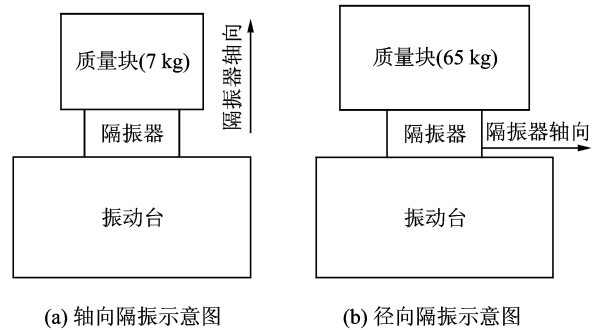 质量块(7 kg)
隔振器轴向
隔振器
振动台
(a) 轴向隔振示意图
质量块(65 kg)
隔振器
隔振器轴向
振动台
(b) 径向隔振示意图